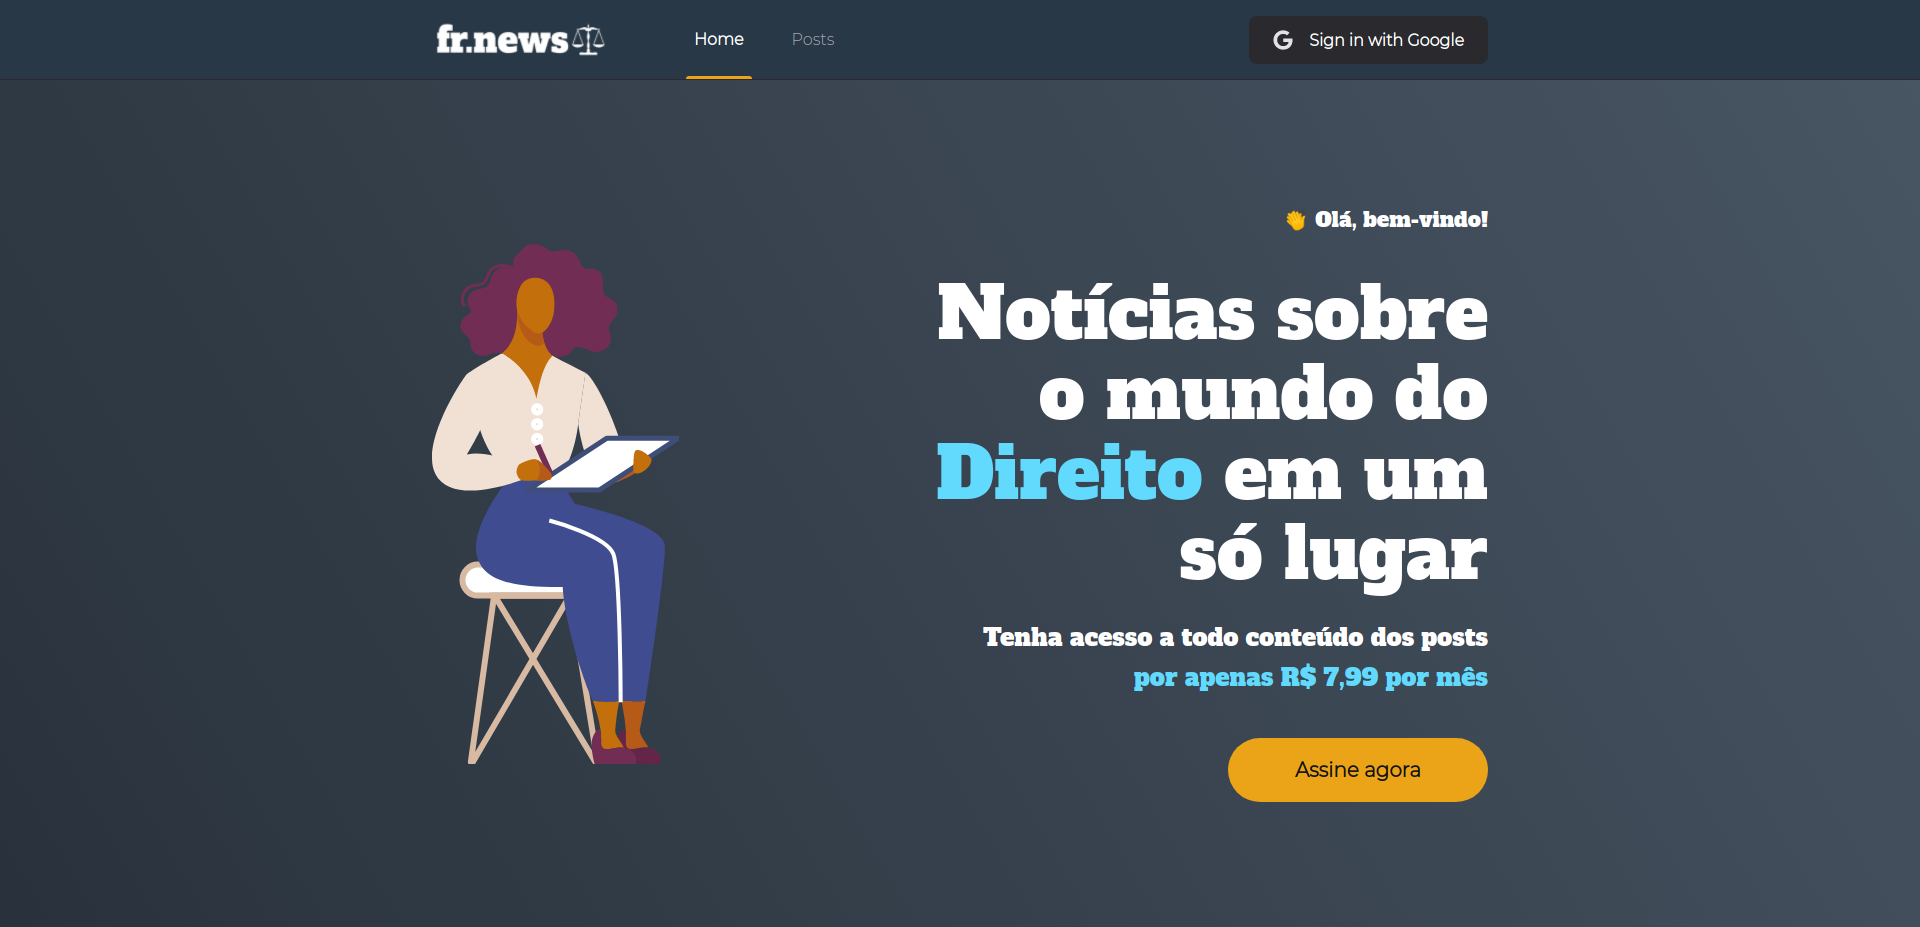 fr.news
Home
Posts
Sign in with Google
👋 Olá, bem-vindo!
Notícias sobre
o mundo do
Direito em um
só lugar
Tenha acesso a todo conteúdo dos posts
por apenas R$ 7,99 por mês
Assine agora